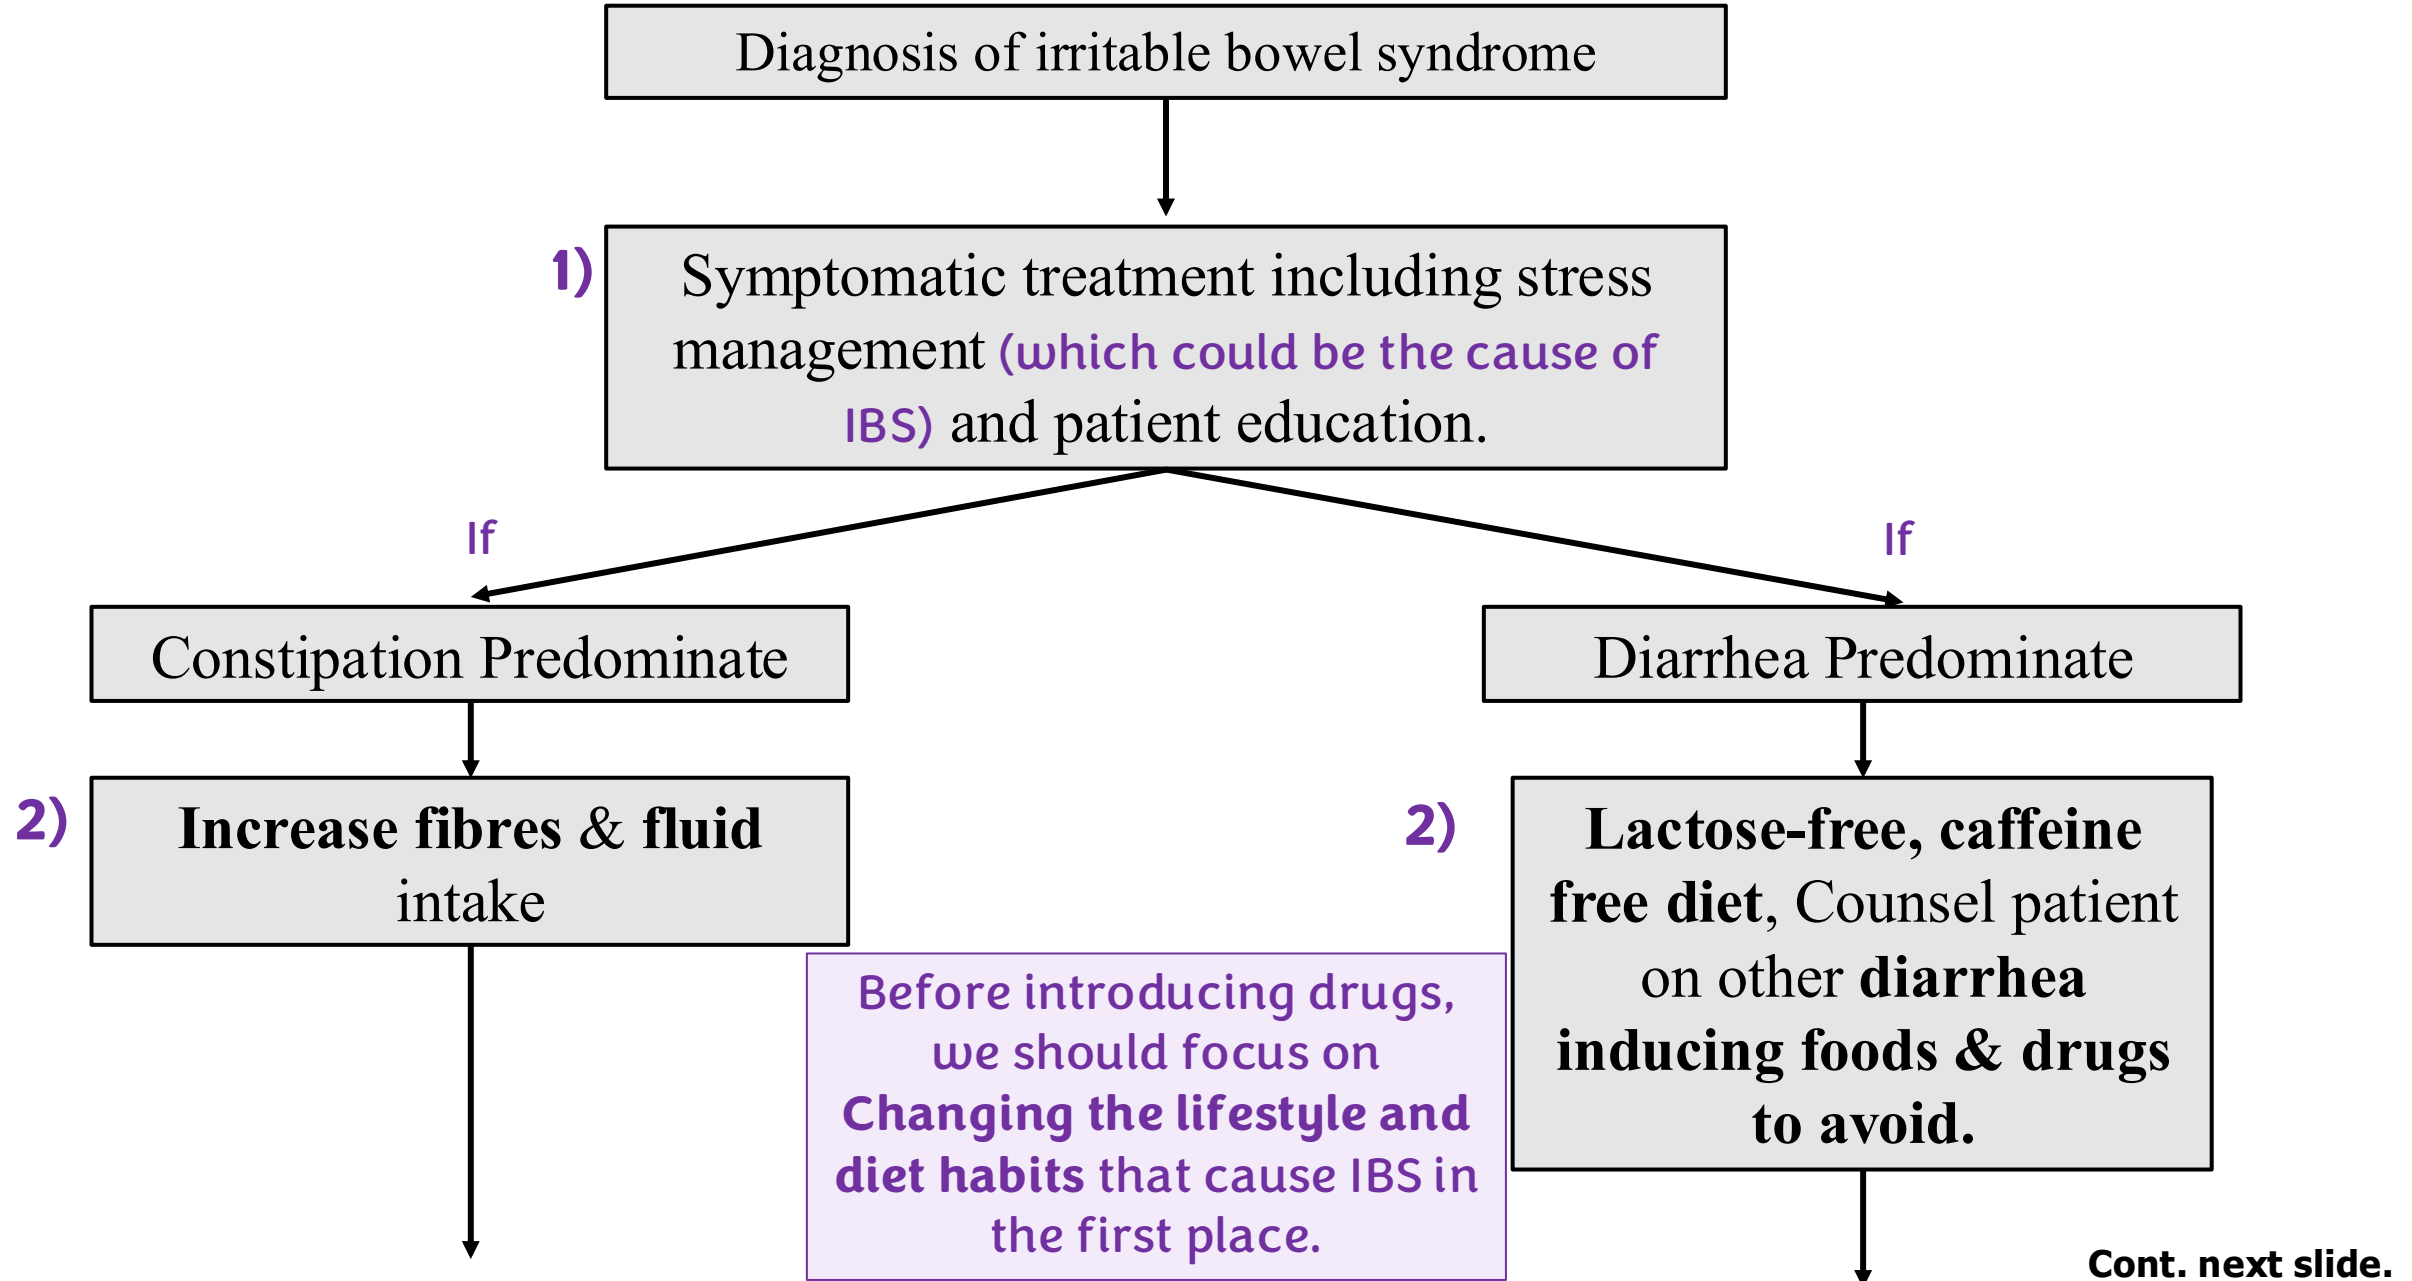 Diagnosis of irritable bowel syndrome
1)
Symptomatic treatment including stress
management (which could be the cause of
IBS) and patient education.
If
If
Constipation Predominate
Diarrhea Predominate
2)
Increase fibres & fluid
intake
2)
Lactose-free, caffeine
free diet, Counsel patient
on other diarrhea
inducing foods & drugs
to avoid.
Before introducing drugs,
we should focus on
Changing the lifestyle and
diet habits that cause IBS in
the first place.
Cont. next slide.